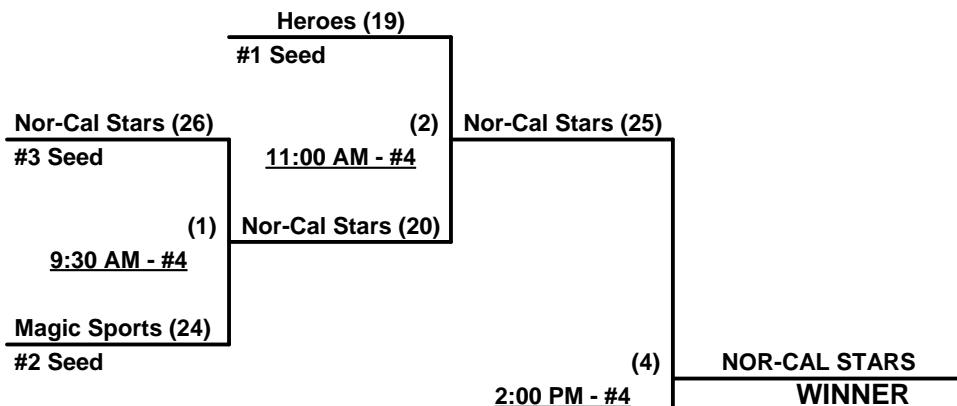 Heroes (19)
#1 Seed
Nor-Cal Stars (26)
(2)
Nor-Cal Stars (25)
#3 Seed
11:00 AM - #4
(1)
Nor-Cal Stars (20)
9:30 AM - #4
Magic Sports (24)
#2 Seed
(4)
NOR-CAL STARS
2:00 PM - #4
WINNER